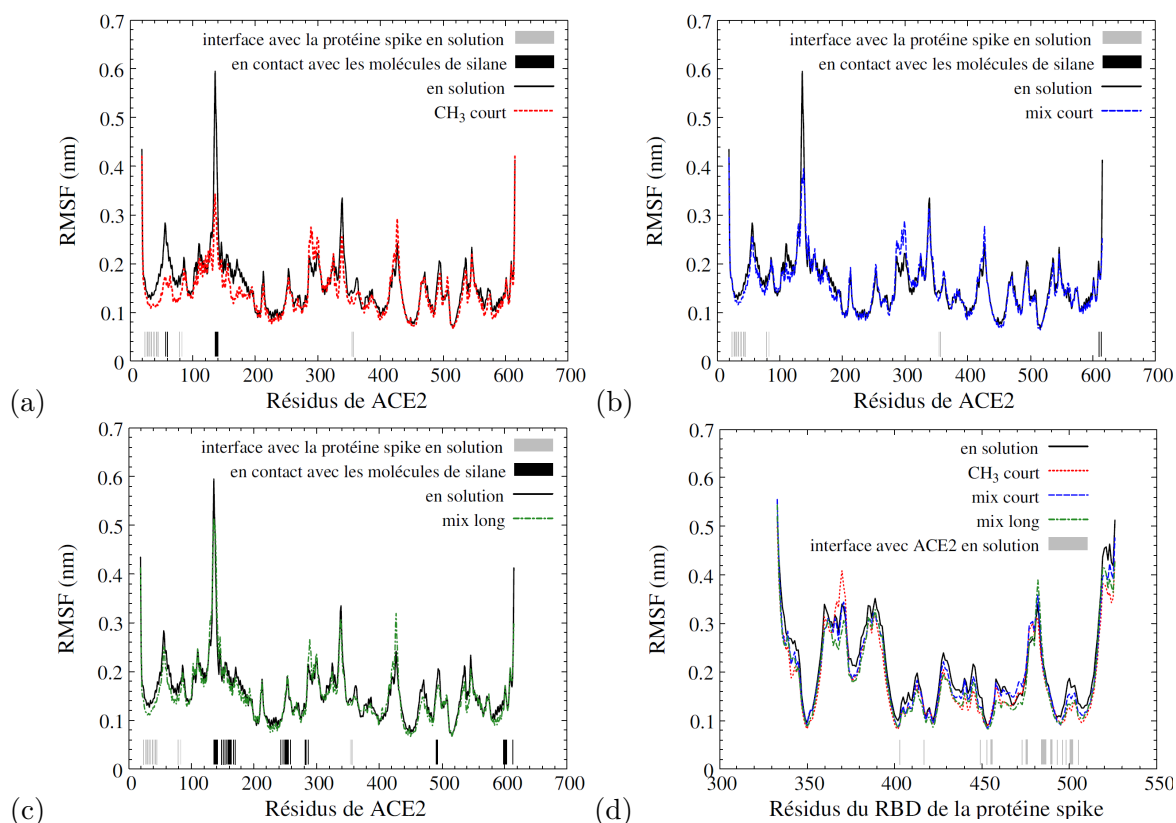 0.7
0.6
0.5
0.4
0.3
0.2
0.1
0
RMSF (nm)
interface avec la protéine spike en solution
en contact avec les molécules de silane
en solution
CH₃ court
0 100 200 300 400 500 600 700
Résidus de ACE2
(a)
0.7
0.6
0.5
0.4
0.3
0.2
0.1
0
RMSF (nm)
interface avec la protéine spike en solution
en contact avec les molécules de silane
en solution
mix court
0 100 200 300 400 500 600 700
Résidus de ACE2
(b)
0.7
0.6
0.5
0.4
0.3
0.2
0.1
0
RMSF (nm)
interface avec la protéine spike en solution
en contact avec les molécules de silane
en solution
mix long
0 100 200 300 400 500 600 700
Résidus de ACE2
(c)
0.7
0.6
0.5
0.4
0.3
0.2
0.1
0
RMSF (nm)
en solution
CH₃ court
mix court
mix long
interface avec ACE2 en solution
300 350 400 450 500 550
Résidus du RBD de la protéine spike
(d)